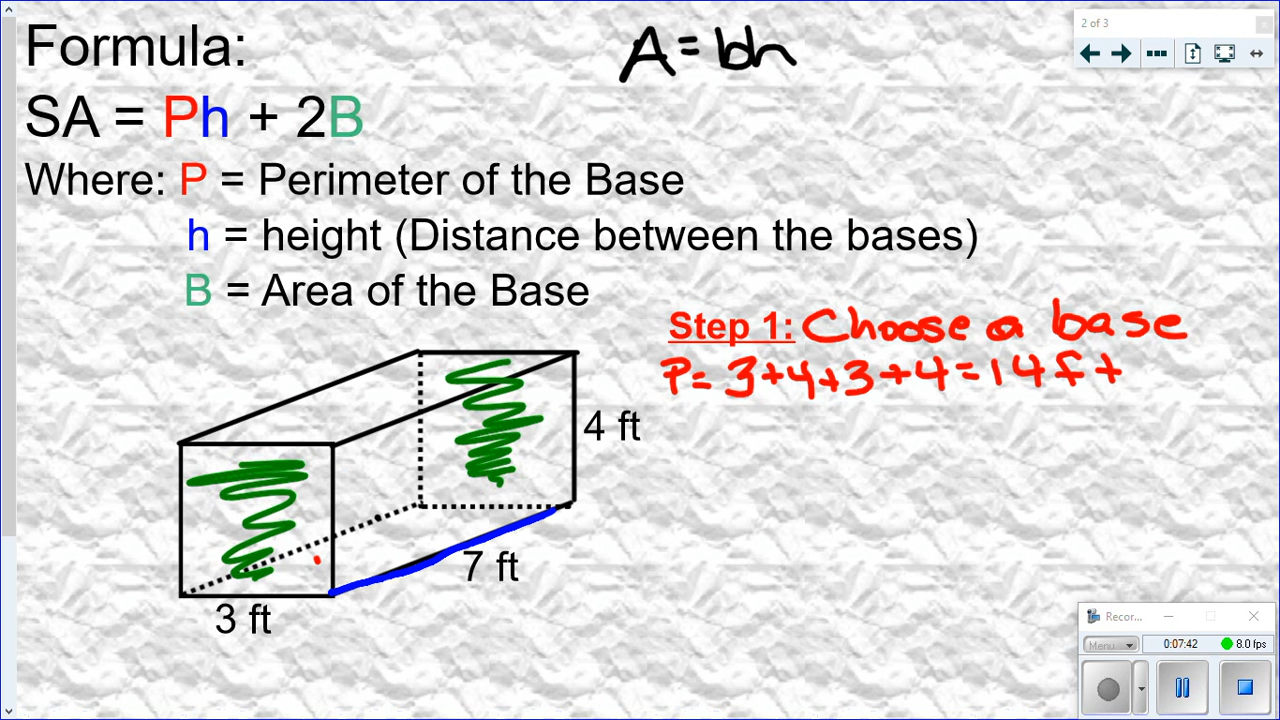 Formula:
A = bh
SA = Ph + 2B
Where: P = Perimeter of the Base
h = height (Distance between the bases)
B = Area of the Base
Step 1: Choose a base
P = 3+4+3+4=14ft
4 ft
7 ft
3 ft
2 of 3
Recor...
Menu
0:07:42
8.0 fps